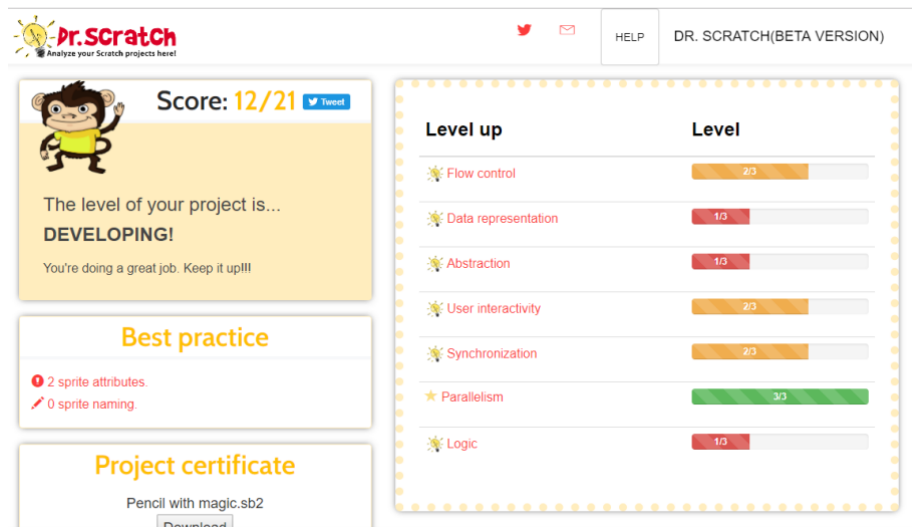 Dr.Scratch
Analyze your Scratch projects here!
HELP
DR. SCRATCH(BETA VERSION)
Score: 12/21 Tweet
The level of your project is...
DEVELOPING!
You're doing a great job. Keep it up!!!
Best practice
2 sprite attributes.
0 sprite naming.
Project certificate
Pencil with magic.sb2
Download
Level up Level
Flow control 2/3
Data representation 1/3
Abstraction 1/3
User interactivity 2/3
Synchronization 2/3
Parallelism 3/3
Logic 1/3